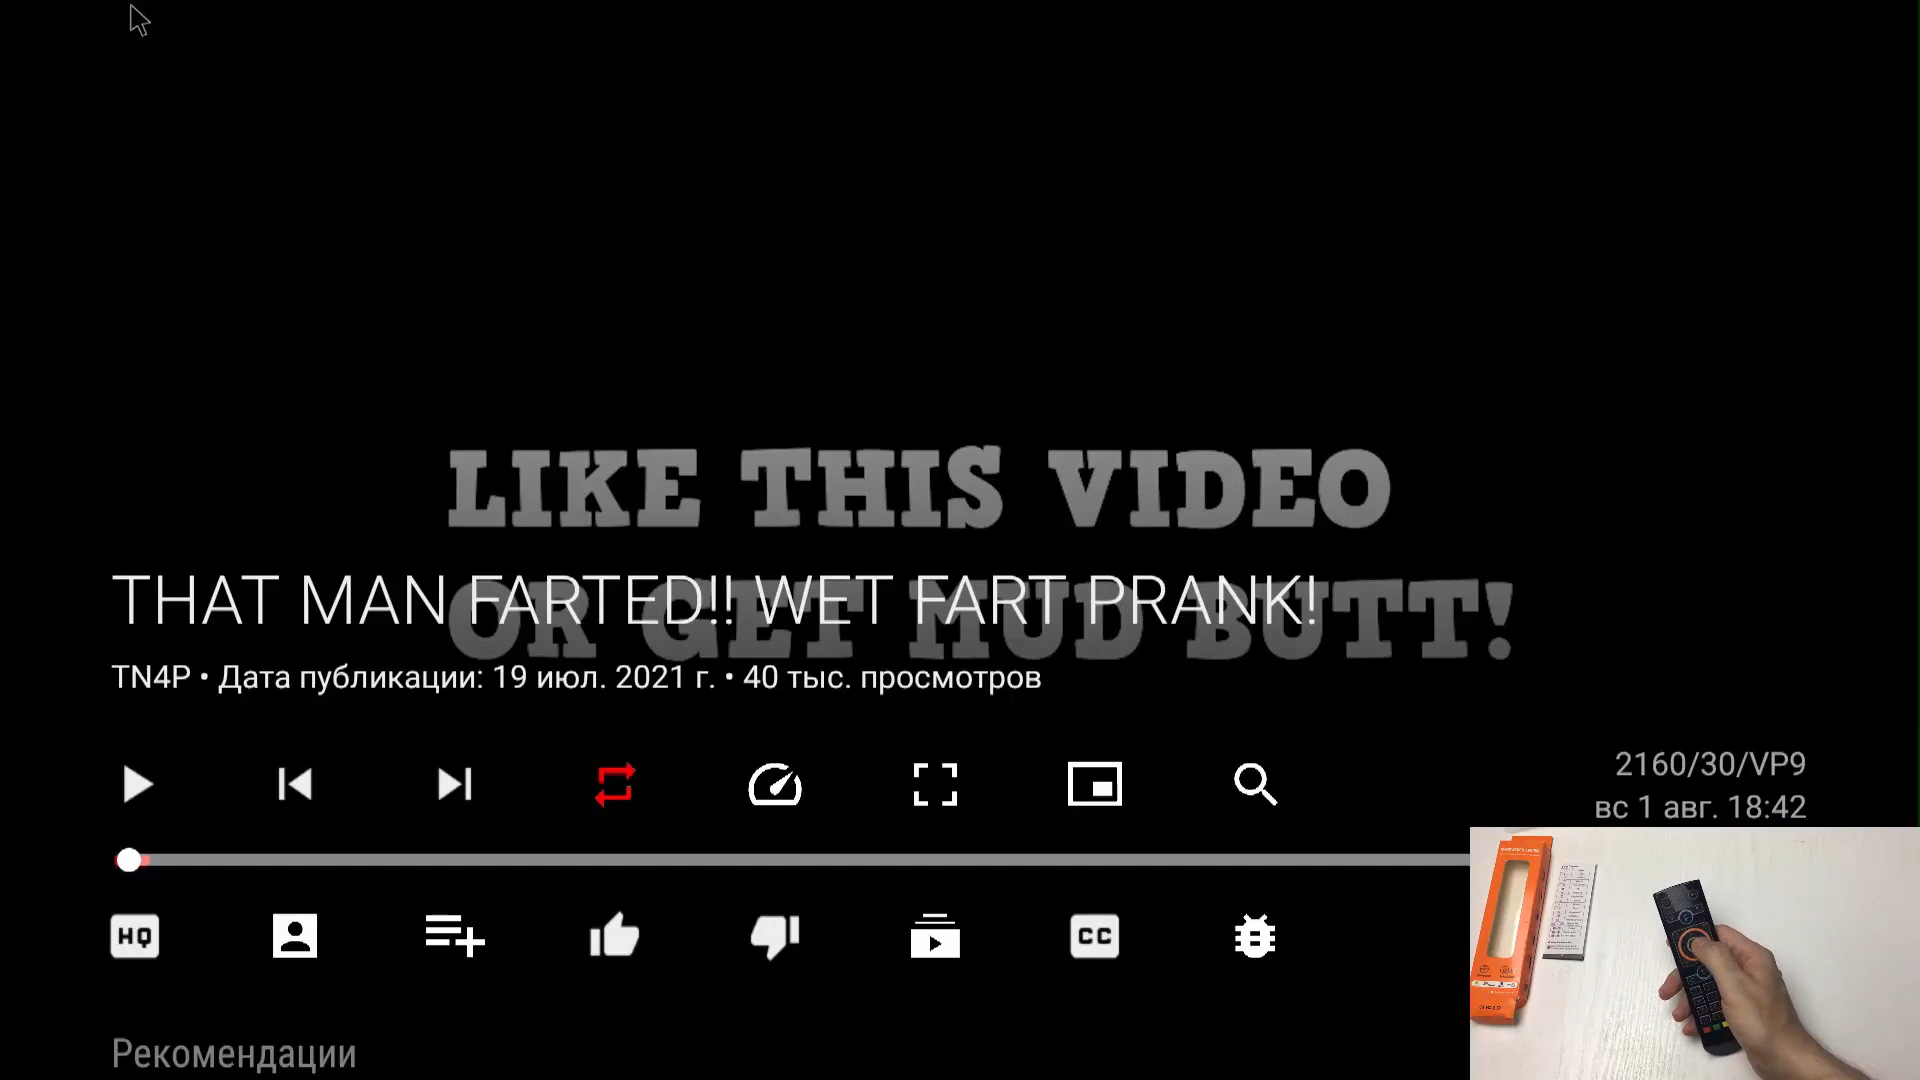 LIKE THIS VIDEO
OR GET MUD BUTT!
THAT MAN FARTED!! WET FART PRANK!
TN4P • Дата публикации: 19 июл. 2021 г. • 40 тыс. просмотров
2160/30/VP9
вс 1 авг. 18:42
HQ
CC
Рекомендации